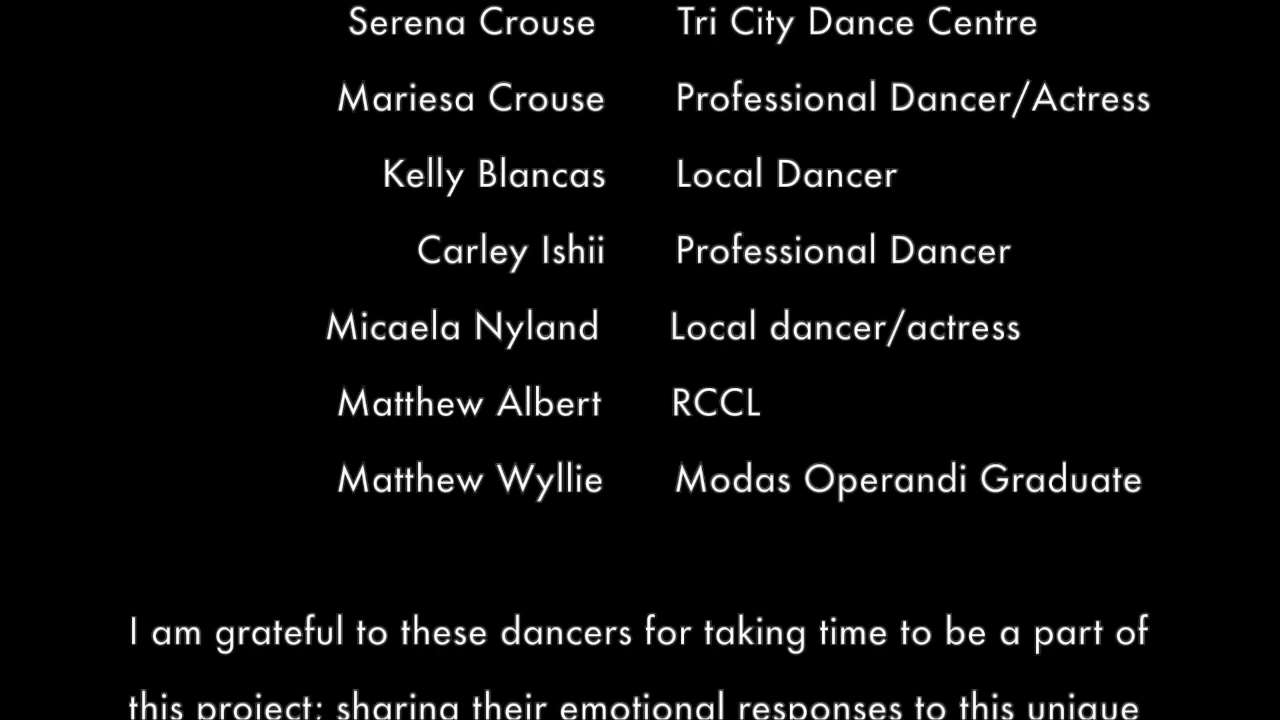 Serena Crouse Tri City Dance Centre
Mariesa Crouse Professional Dancer/Actress
Kelly Blancas Local Dancer
Carley Ishii Professional Dancer
Micaela Nyland Local dancer/actress
Matthew Albert RCCL
Matthew Wyllie Modas Operandi Graduate
I am grateful to these dancers for taking time to be a part of
this project; sharing their emotional responses to this unique